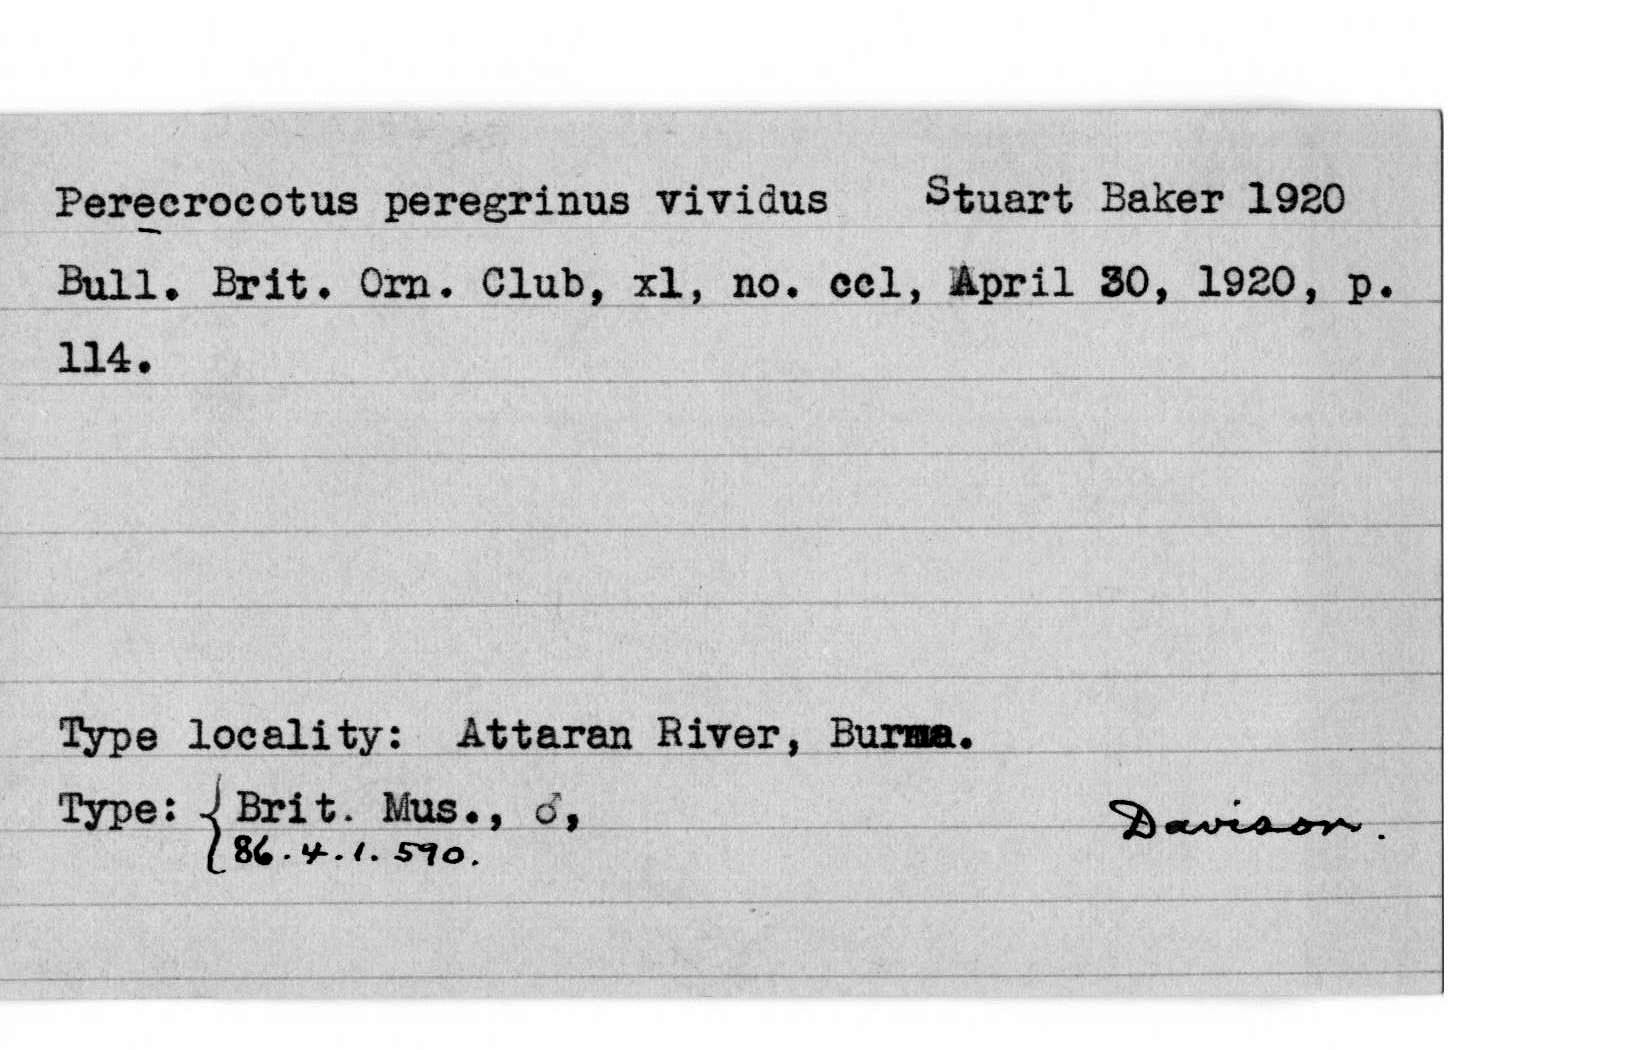 Perecrocotus peregrinus vividus Stuart Baker 1920
Bull. Brit. Orn. Club, xl, no. ccl, April 30, 1920, p.
114.
Type locality: Attaran River, Burma.
Type: { Brit. Mus., ♂, Davison.
86.4.1.590.